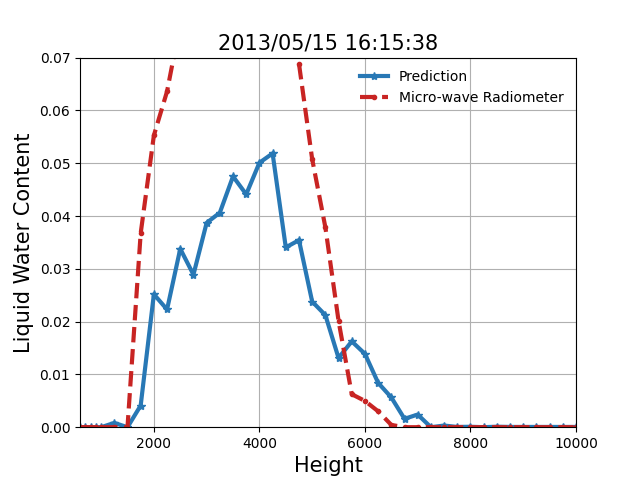 2013/05/15 16:15:38
0.07
0.06
0.05
0.04
0.03
0.02
0.01
0.00
Liquid Water Content
Prediction
Micro-wave Radiometer
2000 4000 6000 8000 10000
Height